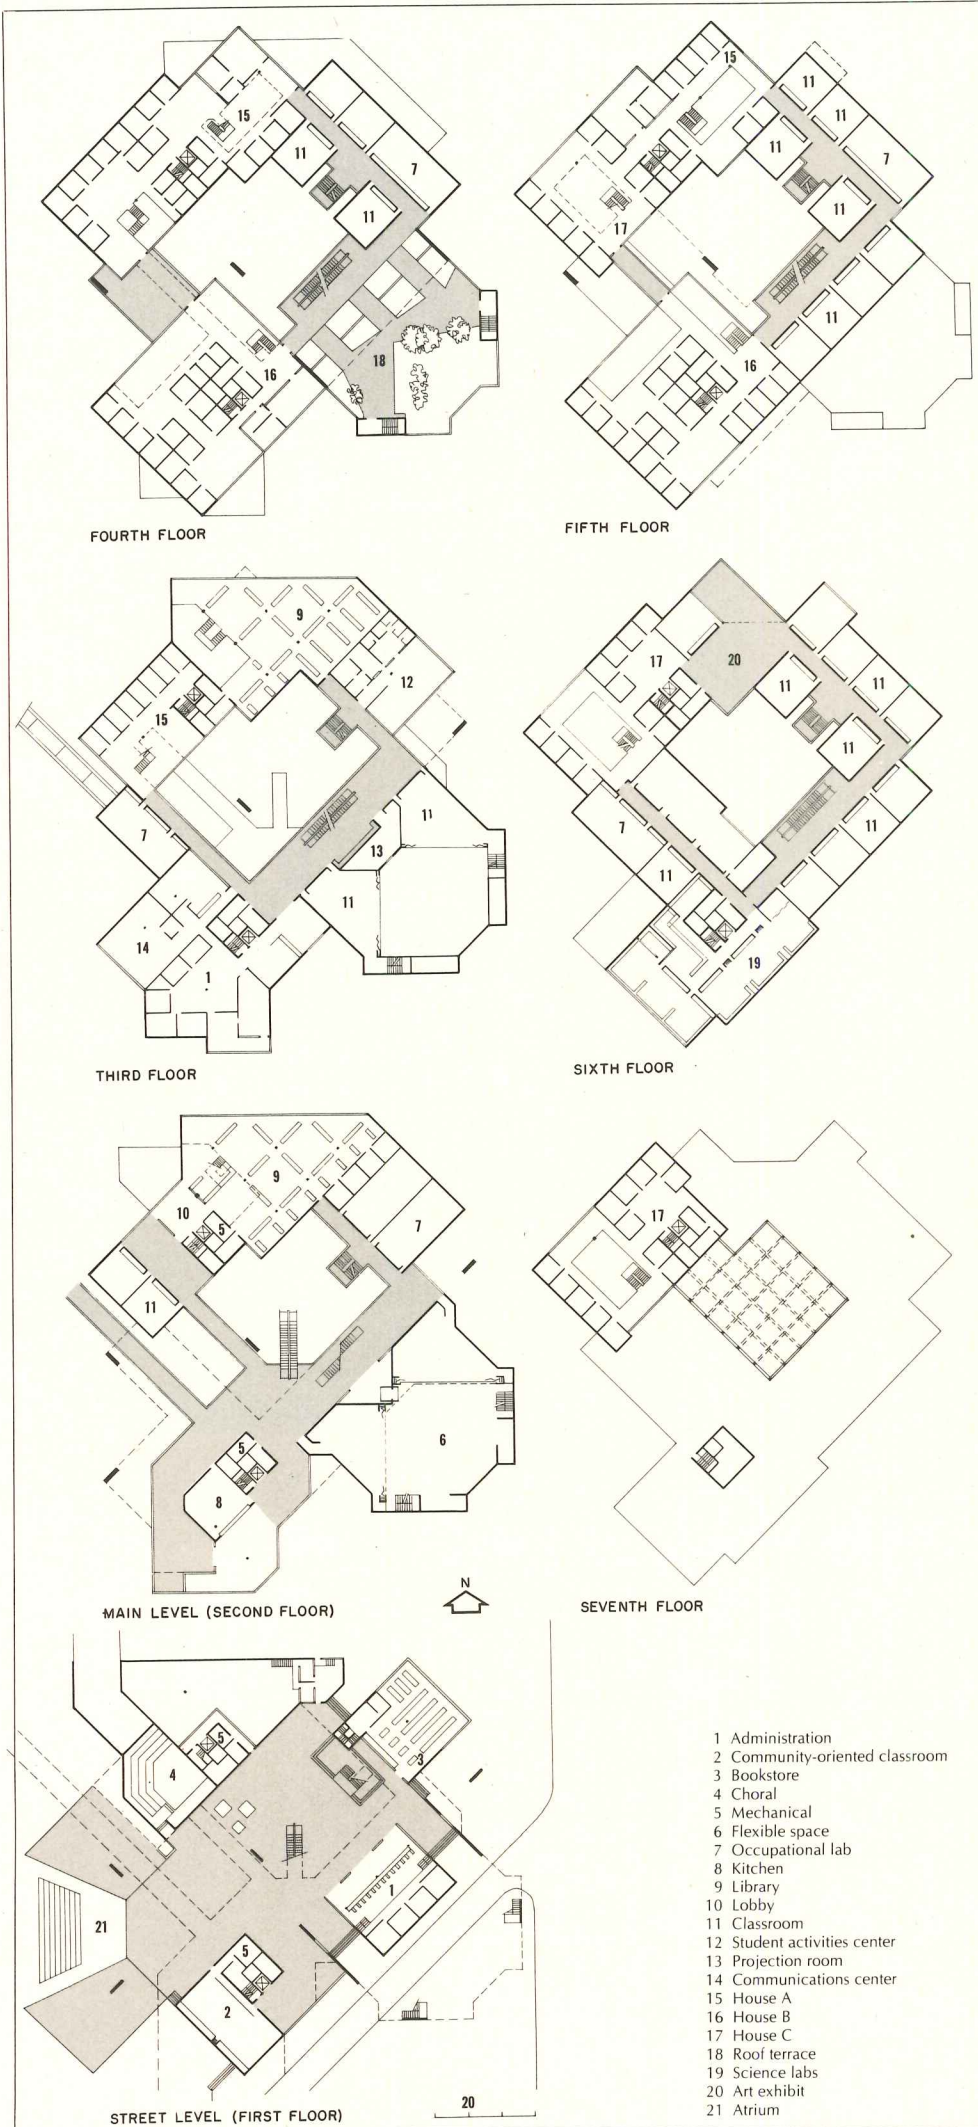 15
11
7
11
18
16
FOURTH FLOOR
15
11
11
11
7
11
17
11
16
FIFTH FLOOR
9
12
15
7
11
13
11
14
1
THIRD FLOOR
17
20
11
11
11
7
11
11
19
SIXTH FLOOR
9
10
5
7
11
5
6
8
MAIN LEVEL (SECOND FLOOR)
N
17
SEVENTH FLOOR
5
3
4
1
21
5
2
STREET LEVEL (FIRST FLOOR)
20
1 Administration
2 Community-oriented classroom
3 Bookstore
4 Choral
5 Mechanical
6 Flexible space
7 Occupational lab
8 Kitchen
9 Library
10 Lobby
11 Classroom
12 Student activities center
13 Projection room
14 Communications center
15 House A
16 House B
17 House C
18 Roof terrace
19 Science labs
20 Art exhibit
21 Atrium